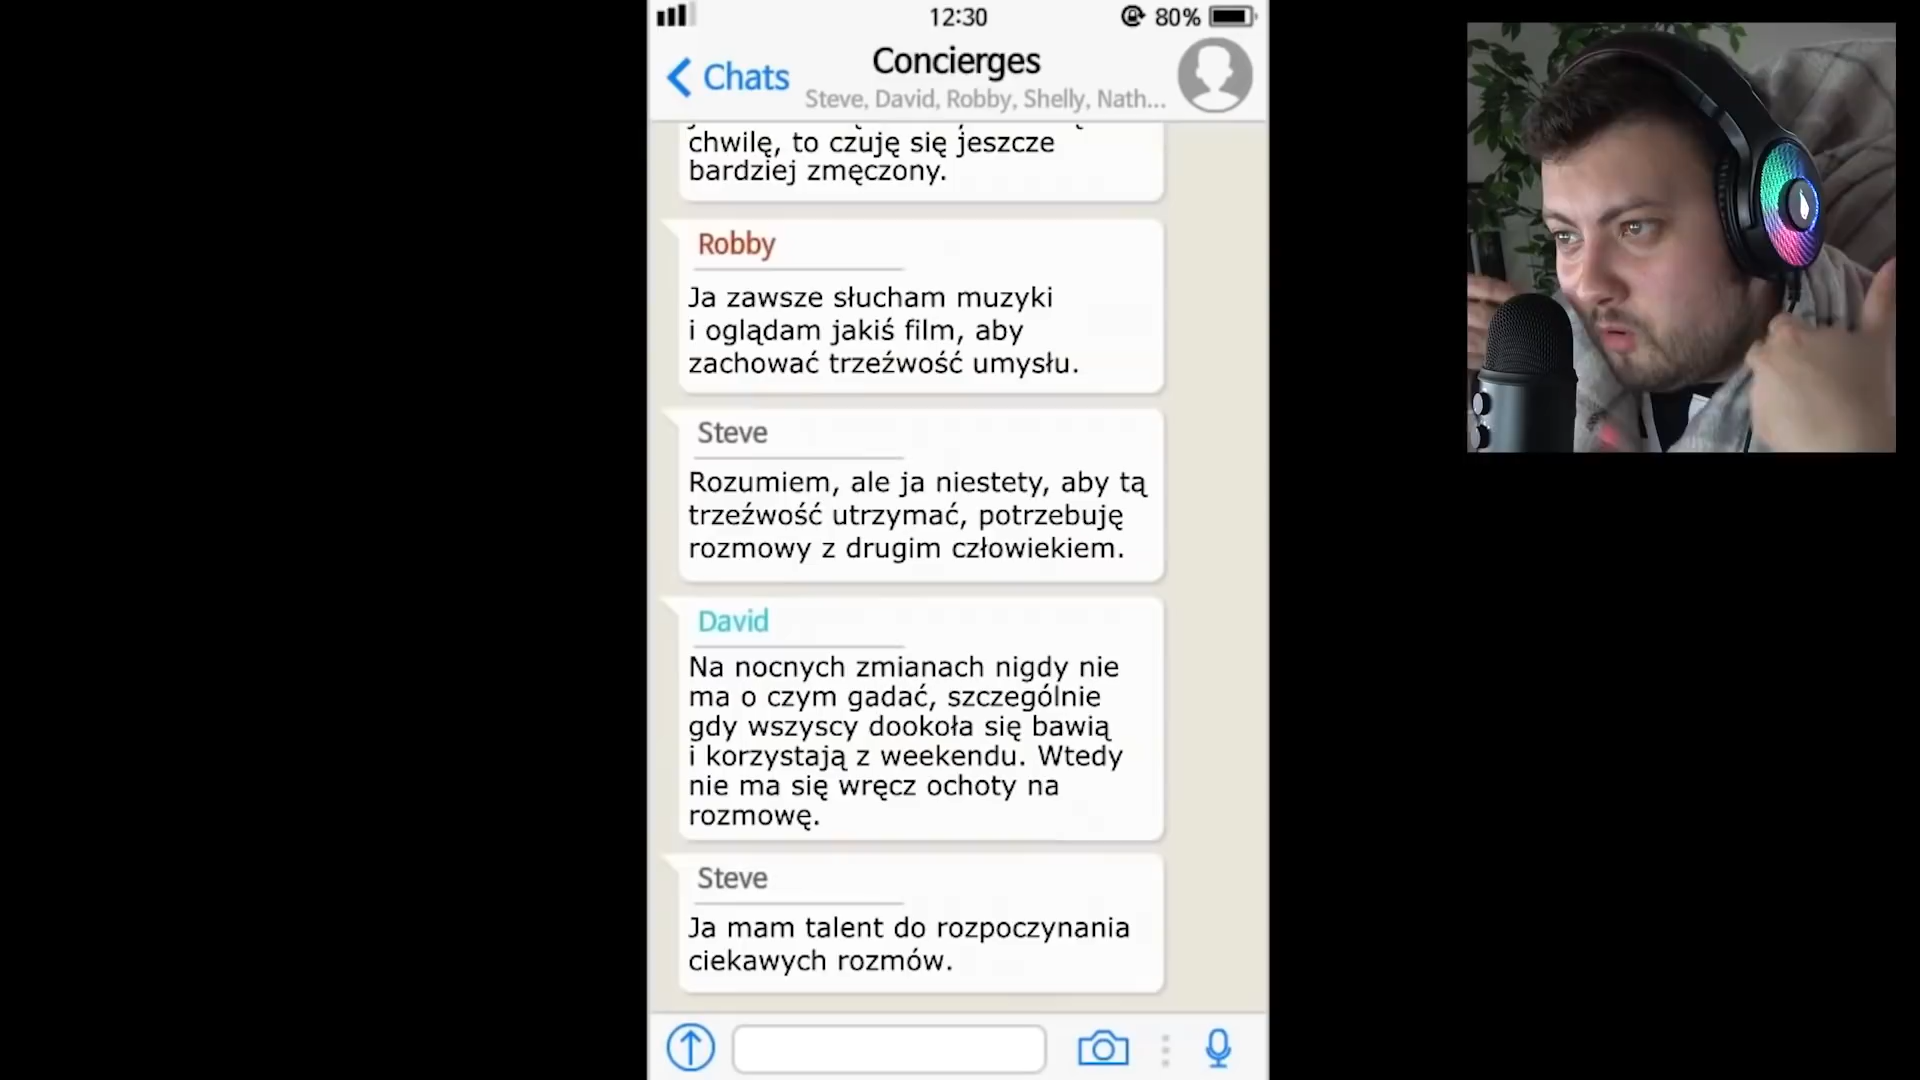 12:30
80%
Chats
Concierges
Steve, David, Robby, Shelly, Nath...
chwilę, to czuję się jeszcze
bardziej zmęczony.
Robby
Ja zawsze słucham muzyki
i oglądam jakiś film, aby
zachować trzeźwość umysłu.
Steve
Rozumiem, ale ja niestety, aby tą
trzeźwość utrzymać, potrzebuję
rozmowy z drugim człowiekiem.
David
Na nocnych zmianach nigdy nie
ma o czym gadać, szczególnie
gdy wszyscy dookoła się bawią
i korzystają z weekendu. Wtedy
nie ma się wręcz ochoty na
rozmowę.
Steve
Ja mam talent do rozpoczynania
ciekawych rozmów.